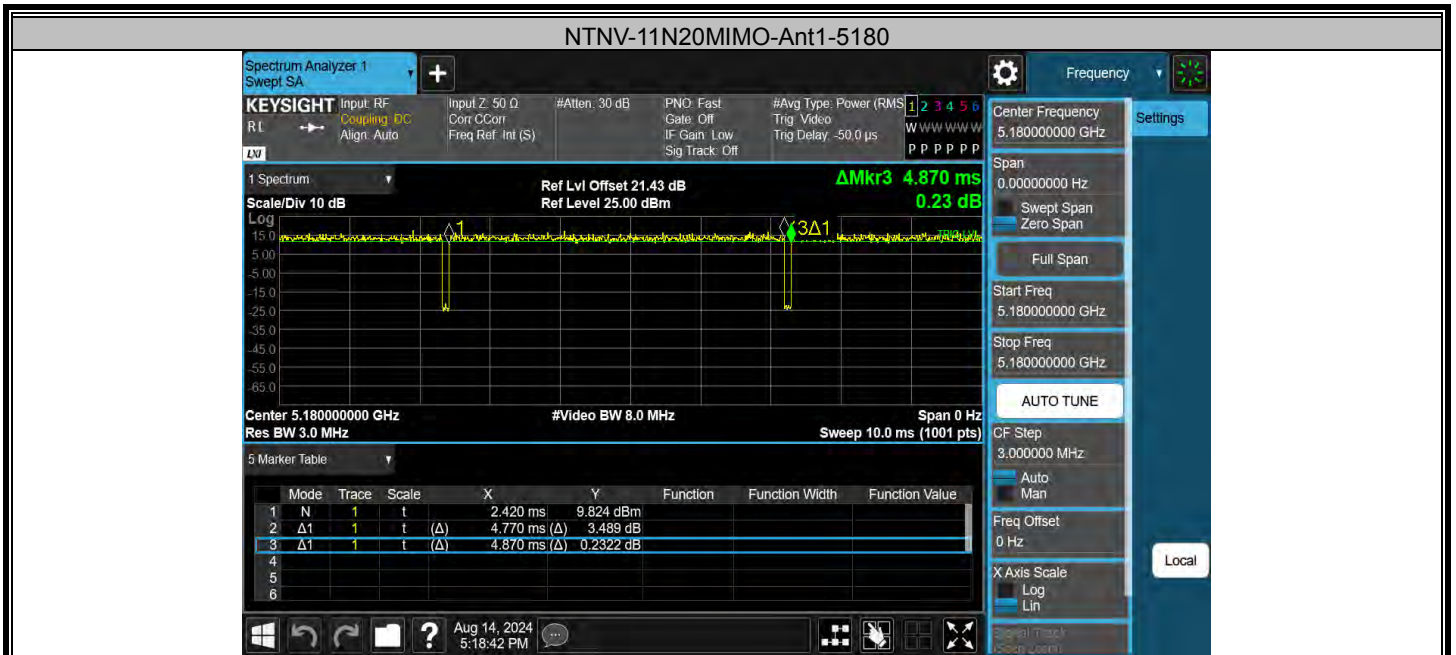 NTNV-11N20MIMO-Ant1-5180
Spectrum Analyzer 1
Swept SA
Frequency
KEYSIGHT
RL
LXI
Input: RF
Coupling: DC
Align: Auto
Input Z: 50 Ω
Corr CCorr
Freq Ref: Int (S)
#Atten: 30 dB
PNO: Fast
Gate: Off
IF Gain: Low
Sig Track: Off
#Avg Type: Power (RMS
Trig: Video
Trig Delay: -50.0 µs
1 2 3 4 5 6
W W W W W W
P P P P P P
1 Spectrum
Scale/Div 10 dB
Ref Lvl Offset 21.43 dB
Ref Level 25.00 dBm
ΔMkr3 4.870 ms
0.23 dB
Log
15.0
5.00
-5.00
-15.0
-25.0
-35.0
-45.0
-55.0
-65.0
1
3Δ1
TRIG LVL
Center 5.180000000 GHz
Res BW 3.0 MHz
#Video BW 8.0 MHz
Span 0 Hz
Sweep 10.0 ms (1001 pts)
5 Marker Table
Mode Trace Scale X Y Function Function Width Function Value
1 N 1 t 2.420 ms 9.824 dBm
2 Δ1 1 t (Δ) 4.770 ms (Δ) 3.489 dB
3 Δ1 1 t (Δ) 4.870 ms (Δ) 0.2322 dB
4
5
6
Aug 14, 2024
5:18:42 PM
Center Frequency
5.180000000 GHz
Settings
Span
0.00000000 Hz
Swept Span
Zero Span
Full Span
Start Freq
5.180000000 GHz
Stop Freq
5.180000000 GHz
AUTO TUNE
CF Step
3.000000 MHz
Auto
Man
Freq Offset
0 Hz
X Axis Scale
Log
Lin
Local
Signal Track
(Span Zoom)